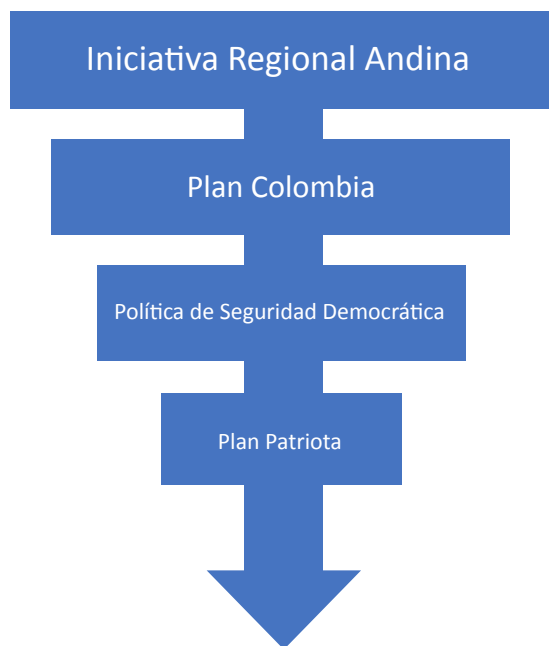 Iniciativa Regional Andina
Plan Colombia
Política de Seguridad Democrática
Plan Patriota